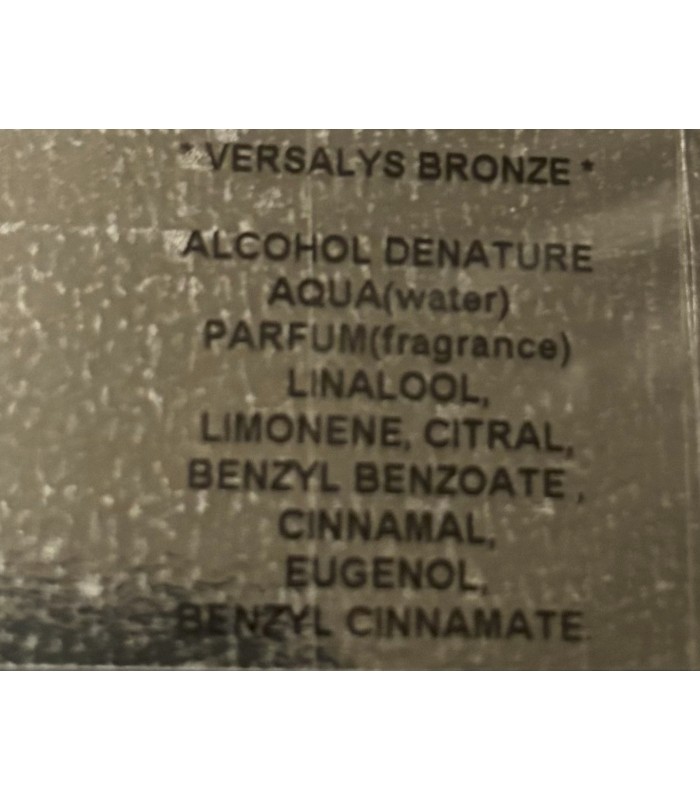 * VERSALYS BRONZE *
ALCOHOL DENATURE
AQUA(water)
PARFUM(fragrance)
LINALOOL,
LIMONENE, CITRAL,
BENZYL BENZOATE ,
CINNAMAL,
EUGENOL,
BENZYL CINNAMATE.